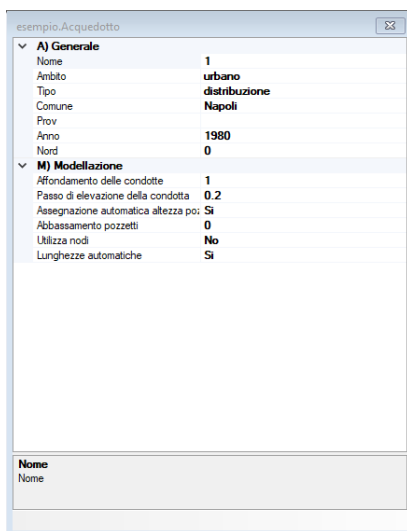 esempio.Acquedotto
A) Generale
Nome 1
Ambito urbano
Tipo distribuzione
Comune Napoli
Prov
Anno 1980
Nord 0
M) Modellazione
Affondamento delle condotte 1
Passo di elevazione della condotta 0.2
Assegnazione automatica altezza poz Si
Abbassamento pozzetti 0
Utilizza nodi No
Lunghezze automatiche Si
Nome
Nome